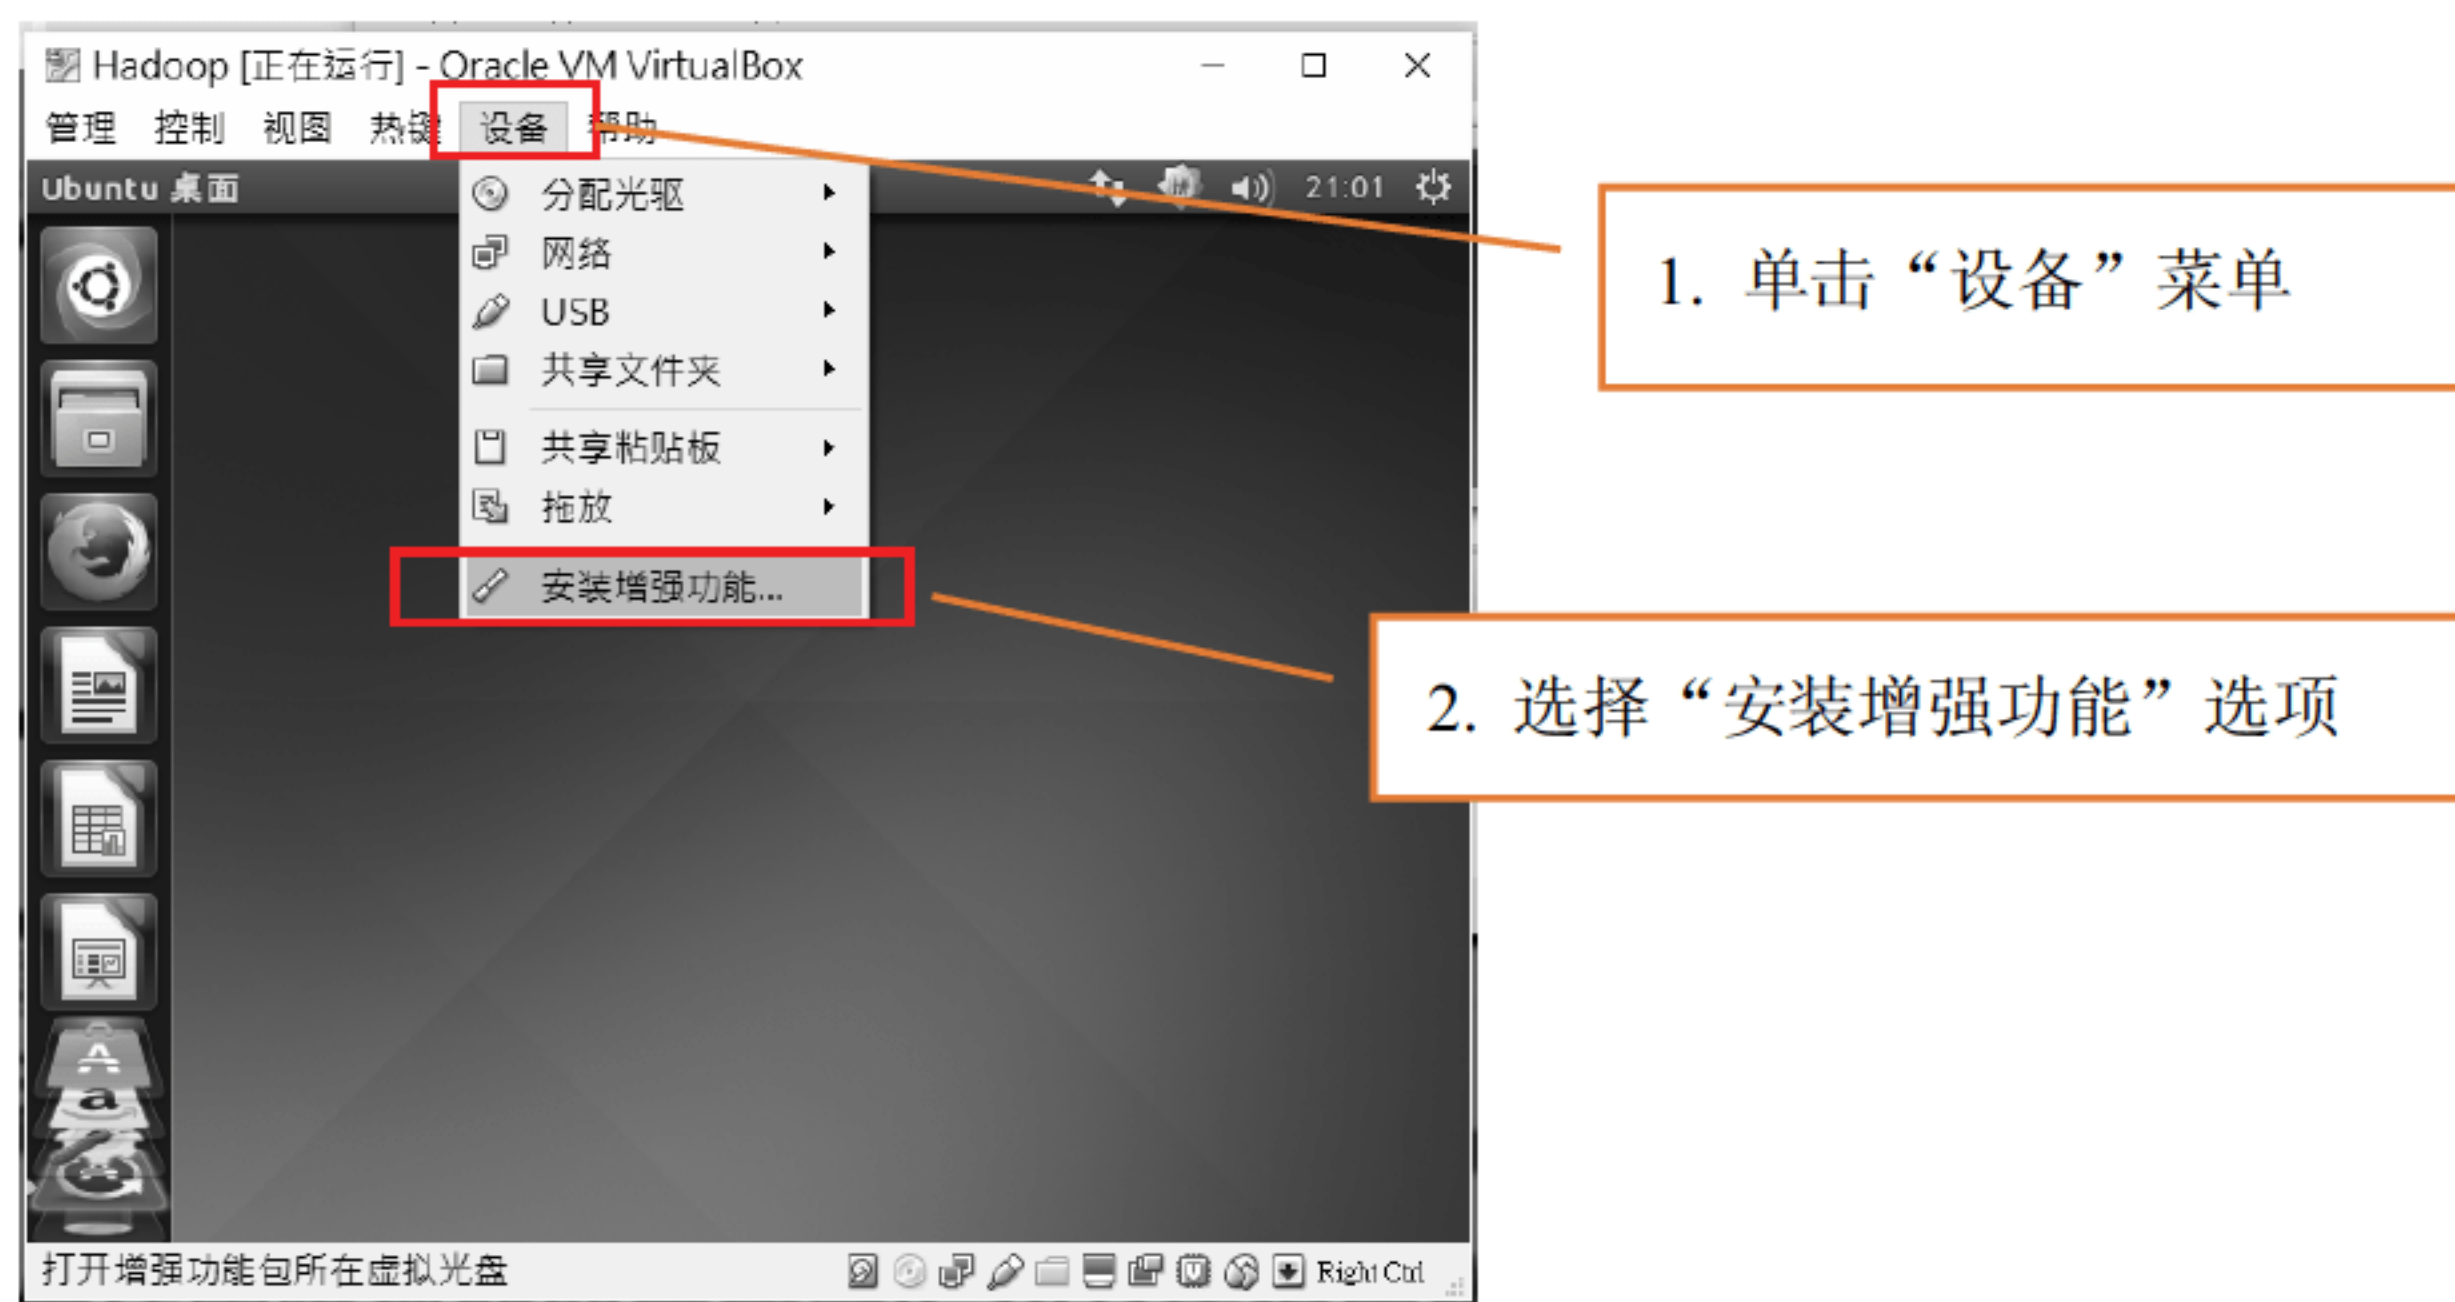 Hadoop [正在运行] - Oracle VM VirtualBox
管理 控制 视图 热键 设备 帮助
Ubuntu 桌面
21:01
分配光驱
网络
USB
共享文件夹
共享粘贴板
拖放
安装增强功能...
1. 单击“设备”菜单
2. 选择“安装增强功能”选项
打开增强功能包所在虚拟光盘
Right Ctrl